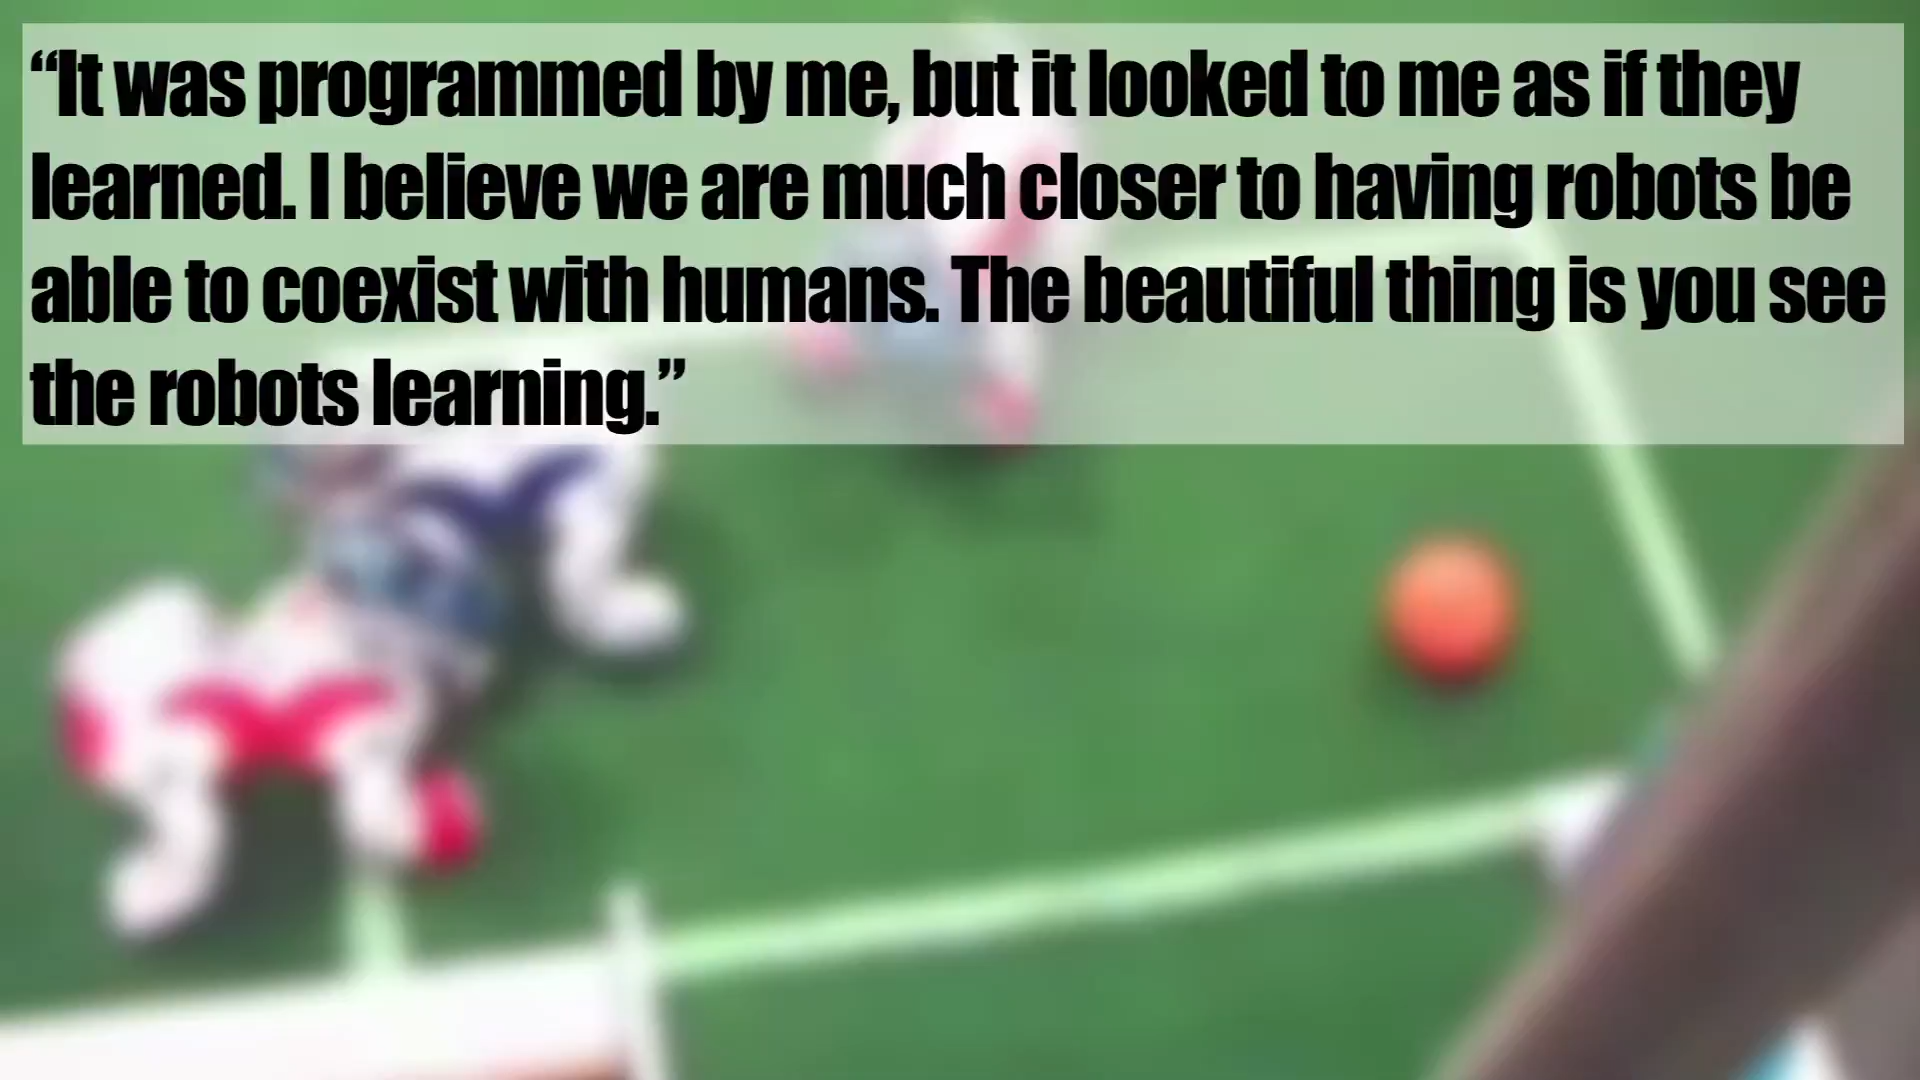 “It was programmed by me, but it looked to me as if they
learned. I believe we are much closer to having robots be
able to coexist with humans. The beautiful thing is you see
the robots learning.”